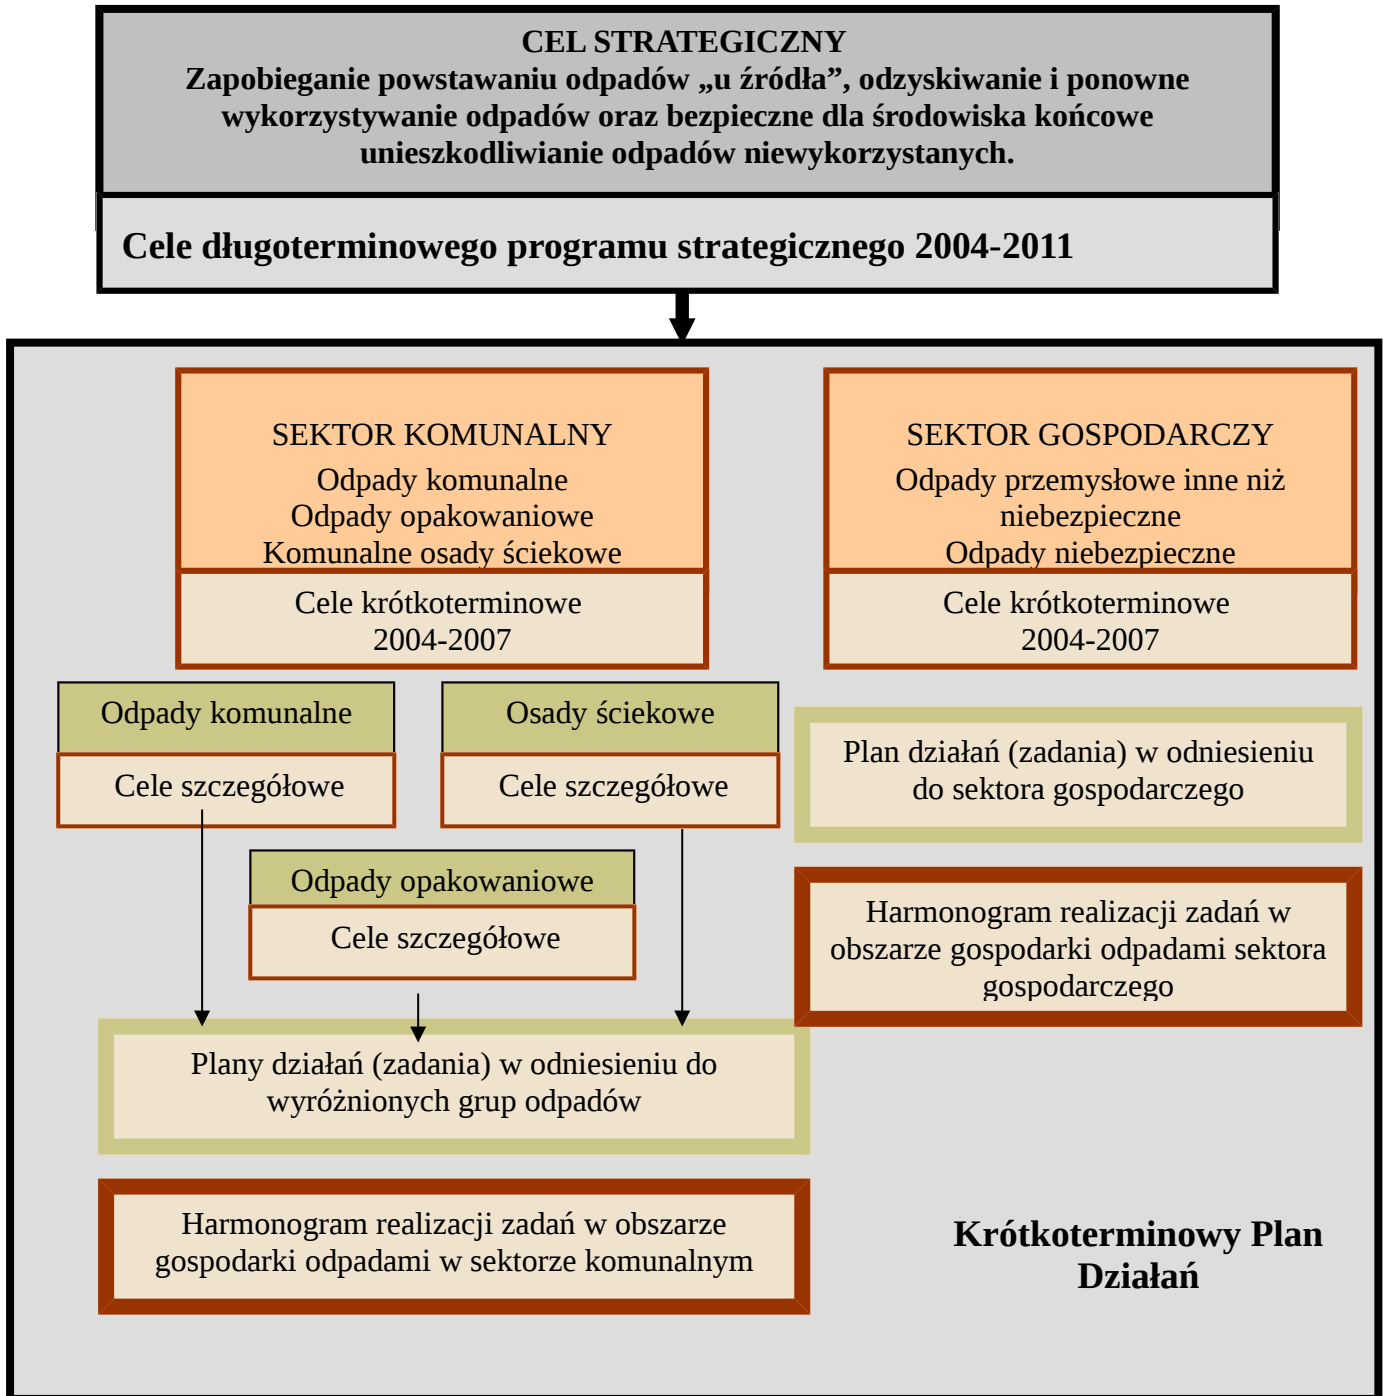 CEL STRATEGICZNY
Zapobieganie powstawaniu odpadów „u źródła”, odzyskiwanie i ponowne
wykorzystywanie odpadów oraz bezpieczne dla środowiska końcowe
unieszkodliwianie odpadów niewykorzystanych.
Cele długoterminowego programu strategicznego 2004-2011
SEKTOR KOMUNALNY
Odpady komunalne
Odpady opakowaniowe
Komunalne osady ściekowe
Cele krótkoterminowe
2004-2007
SEKTOR GOSPODARCZY
Odpady przemysłowe inne niż
niebezpieczne
Odpady niebezpieczne
Cele krótkoterminowe
2004-2007
Odpady komunalne
Cele szczegółowe
Osady ściekowe
Cele szczegółowe
Odpady opakowaniowe
Cele szczegółowe
Plany działań (zadania) w odniesieniu do
wyróżnionych grup odpadów
Harmonogram realizacji zadań w obszarze
gospodarki odpadami w sektorze komunalnym
Plan działań (zadania) w odniesieniu
do sektora gospodarczego
Harmonogram realizacji zadań w
obszarze gospodarki odpadami sektora
gospodarczego
Krótkoterminowy Plan
Działań